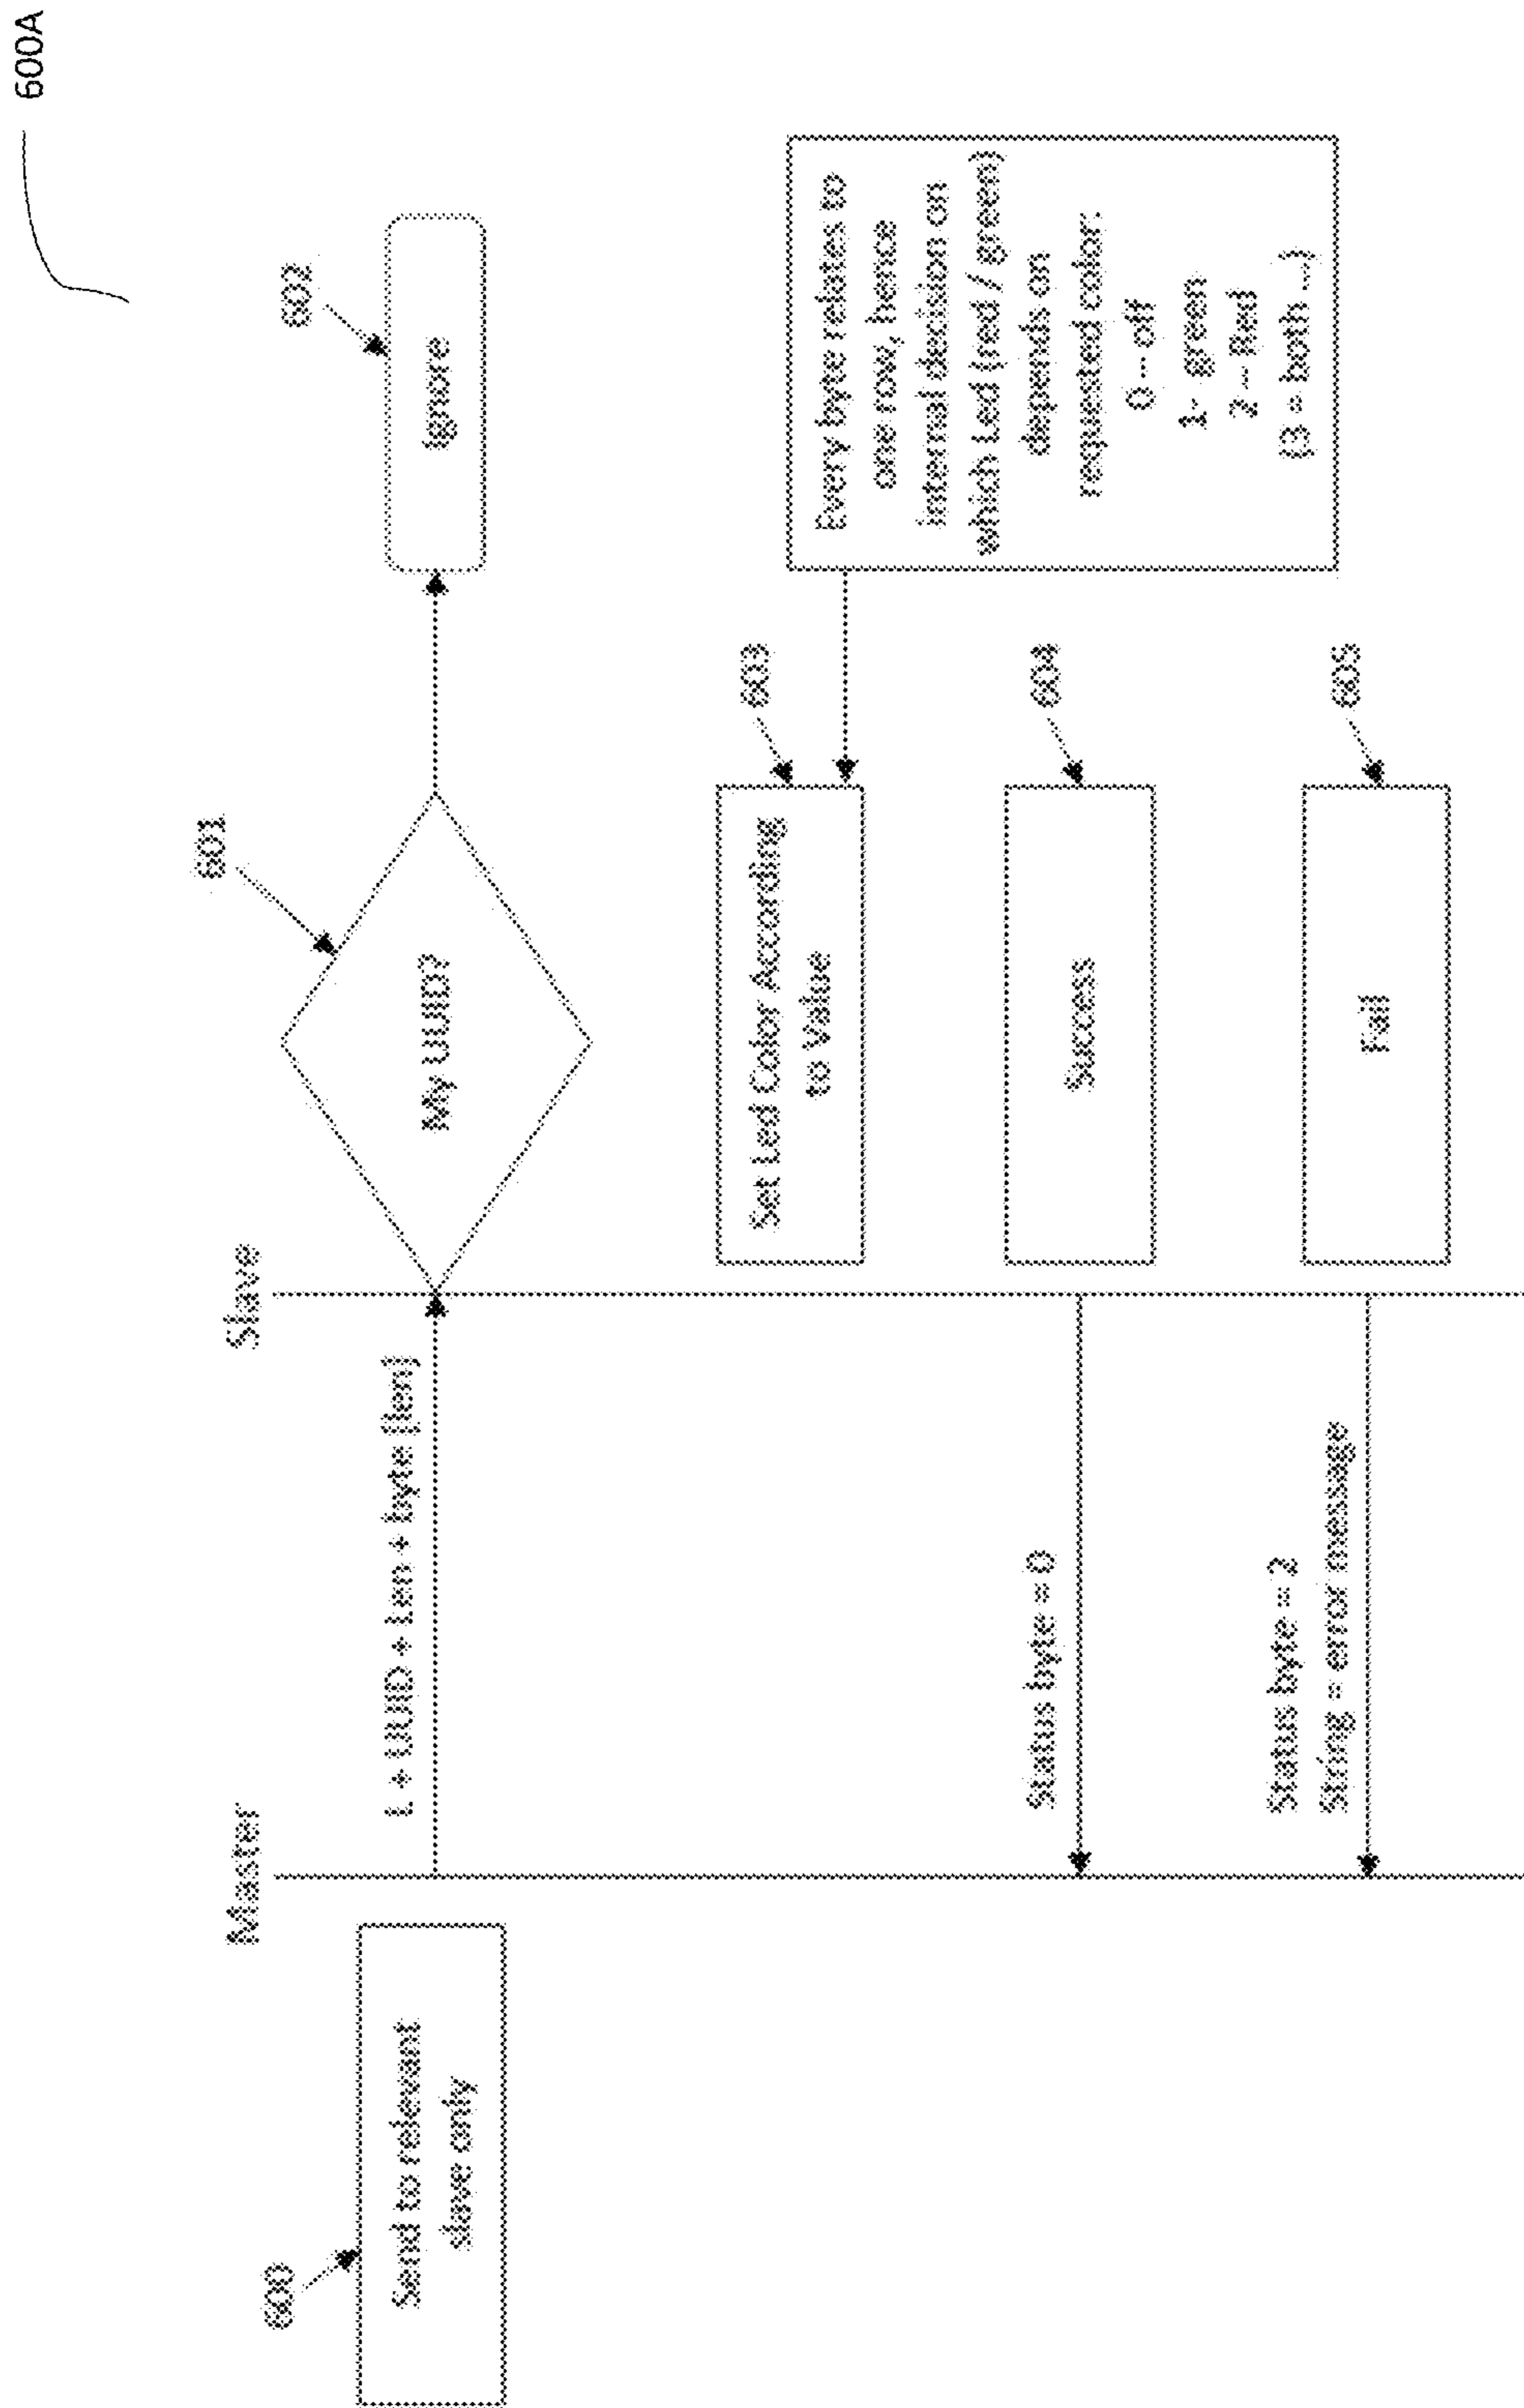 600A
Master
Slave
600
Send to relevant
slave only
L + UUID + Len + byte [len]
601
My UUID?
602
Ignore
603
Set Led Color According
to Value
Every byte relates to
one row, hence
internal decision on
which Led (red / green)
depends on
requested color:
0 -- off
1- green
2 -- Red
(3 = both ...)
Status byte = 0
604
Success
Status byte = 2
String = error message
605
Fail